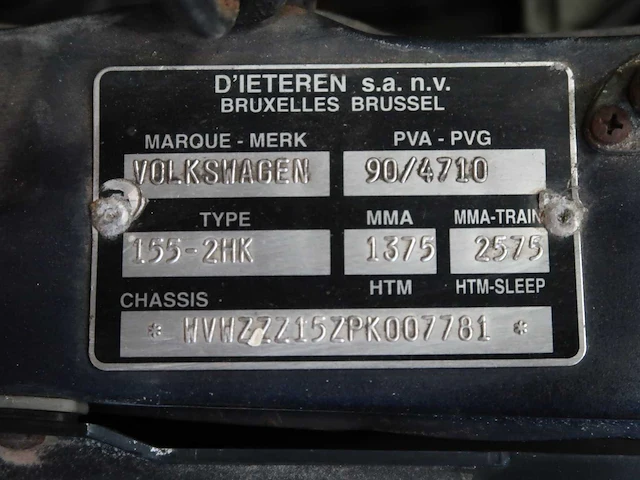 D'IETEREN s.a. n.v.
BRUXELLES BRUSSEL
MARQUE - MERK PVA - PVG
VOLKSWAGEN 90/4710
TYPE MMA MMA-TRAIN
155-2HK 1375 2575
HTM HTM-SLEEP
CHASSIS
* WVWZZZ15ZPK007781 *